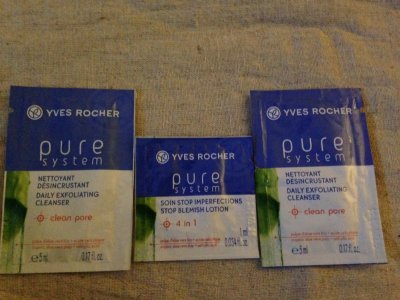 YVES ROCHER
pure
system
NETTOYANT
DÉSINCRUSTANT
DAILY EXFOLIATING
CLEANSER
clean pore
e 5 ml 0.17 fl. oz
YVES ROCHER
pure
system
SOIN STOP IMPERFECTIONS
STOP BLEMISH LOTION
4 in 1
1 ml
0.034 fl. oz
YVES ROCHER
pure
system
NETTOYANT
DÉSINCRUSTANT
DAILY EXFOLIATING
CLEANSER
clean pore
e 5 ml 0.17 fl. oz